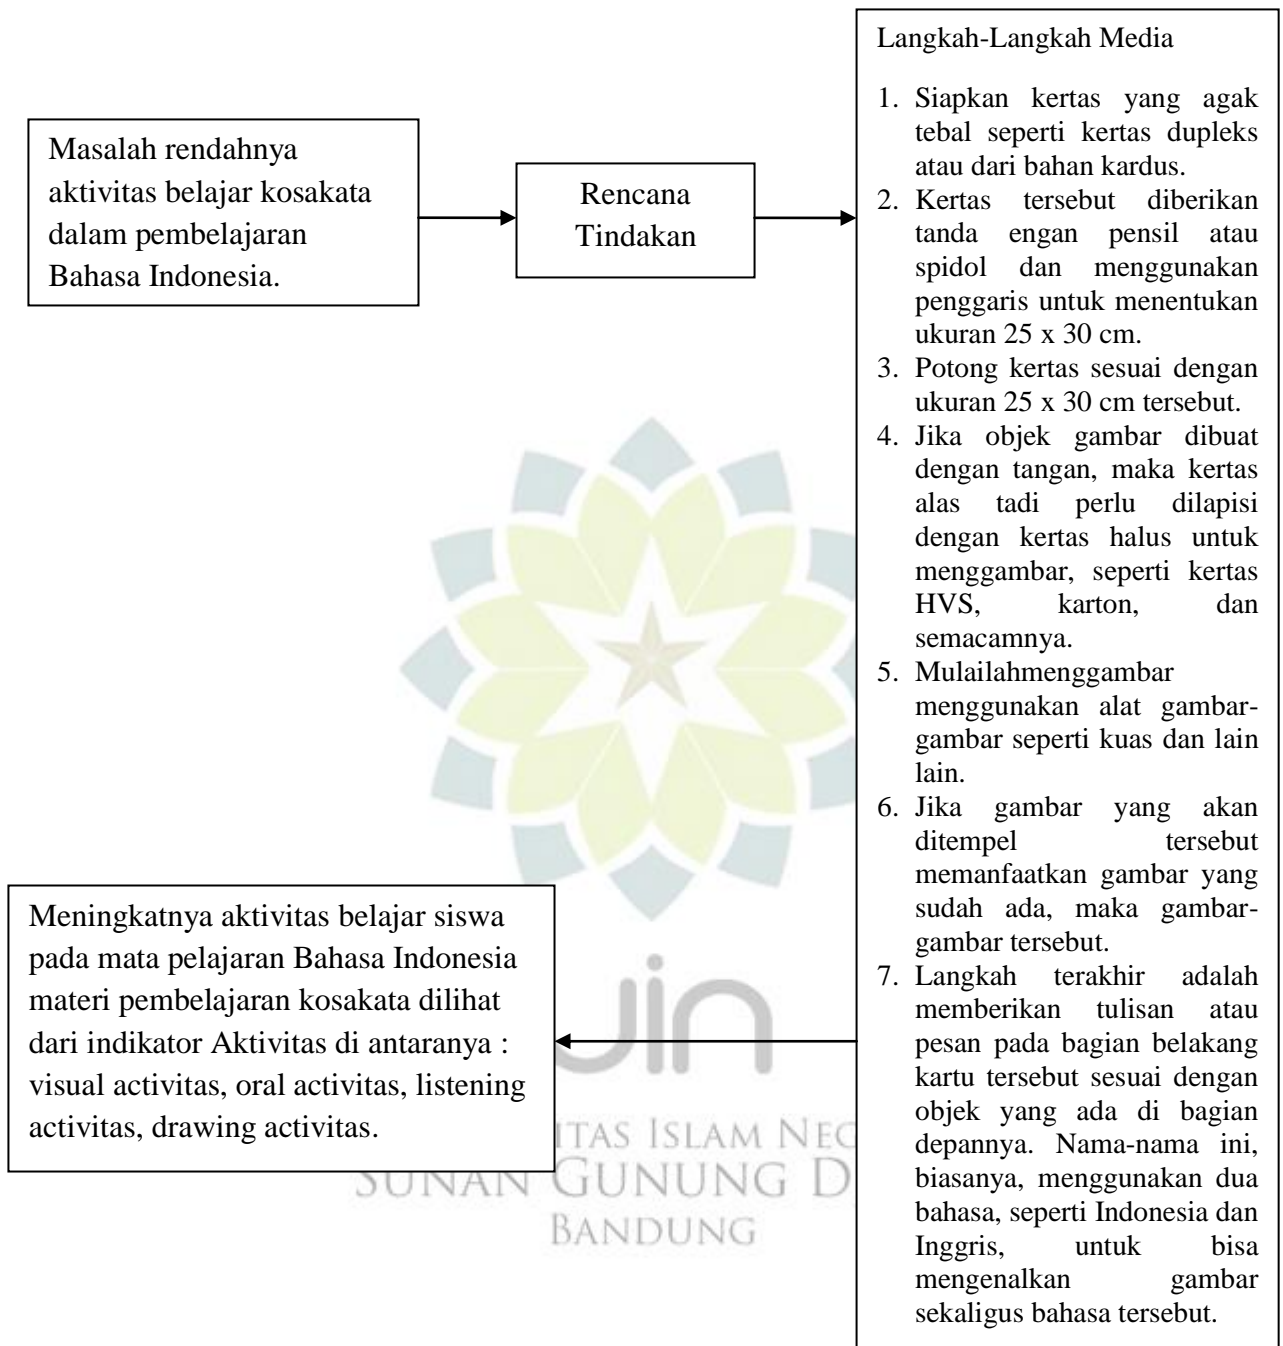 Masalah rendahnya
aktivitas belajar kosakata
dalam pembelajaran
Bahasa Indonesia.
Rencana
Tindakan
Langkah-Langkah Media
1. Siapkan kertas yang agak
tebal seperti kertas dupleks
atau dari bahan kardus.
2. Kertas tersebut diberikan
tanda engan pensil atau
spidol dan menggunakan
penggaris untuk menentukan
ukuran 25 x 30 cm.
3. Potong kertas sesuai dengan
ukuran 25 x 30 cm tersebut.
4. Jika objek gambar dibuat
dengan tangan, maka kertas
alas tadi perlu dilapisi
dengan kertas halus untuk
menggambar, seperti kertas
HVS, karton, dan
semacamnya.
5. Mulailahmenggambar
menggunakan alat gambar-
gambar seperti kuas dan lain
lain.
6. Jika gambar yang akan
ditempel tersebut
memanfaatkan gambar yang
sudah ada, maka gambar-
gambar tersebut.
7. Langkah terakhir adalah
memberikan tulisan atau
pesan pada bagian belakang
kartu tersebut sesuai dengan
objek yang ada di bagian
depannya. Nama-nama ini,
biasanya, menggunakan dua
bahasa, seperti Indonesia dan
Inggris, untuk bisa
mengenalkan gambar
sekaligus bahasa tersebut.
Meningkatnya aktivitas belajar siswa
pada mata pelajaran Bahasa Indonesia
materi pembelajaran kosakata dilihat
dari indikator Aktivitas di antaranya :
visual activitas, oral activitas, listening
activitas, drawing activitas.
uin
ITAS ISLAM NEG
SUNAN GUNUNG D
BANDUNG